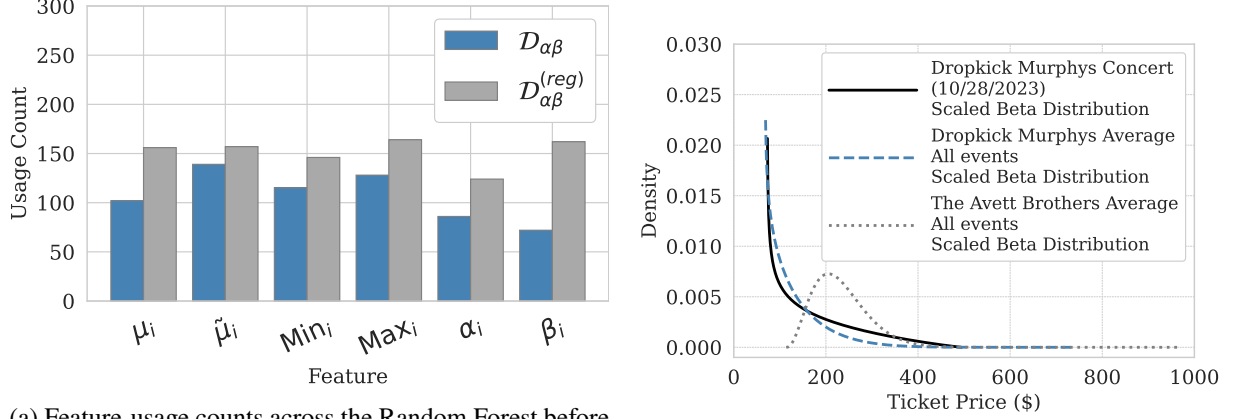 300
250
200
150
100
50
0
Usage Count
𝒟αβ
𝒟αβ^(reg)
μi
μ̃i
Mini
Maxi
αi
βi
Feature
(a) Feature-usage counts across the Random Forest before
0.030
0.025
0.020
0.015
0.010
0.005
0.000
Density
Dropkick Murphys Concert
(10/28/2023)
Scaled Beta Distribution
Dropkick Murphys Average
All events
Scaled Beta Distribution
The Avett Brothers Average
All events
Scaled Beta Distribution
0 200 400 600 800 1000
Ticket Price ($)